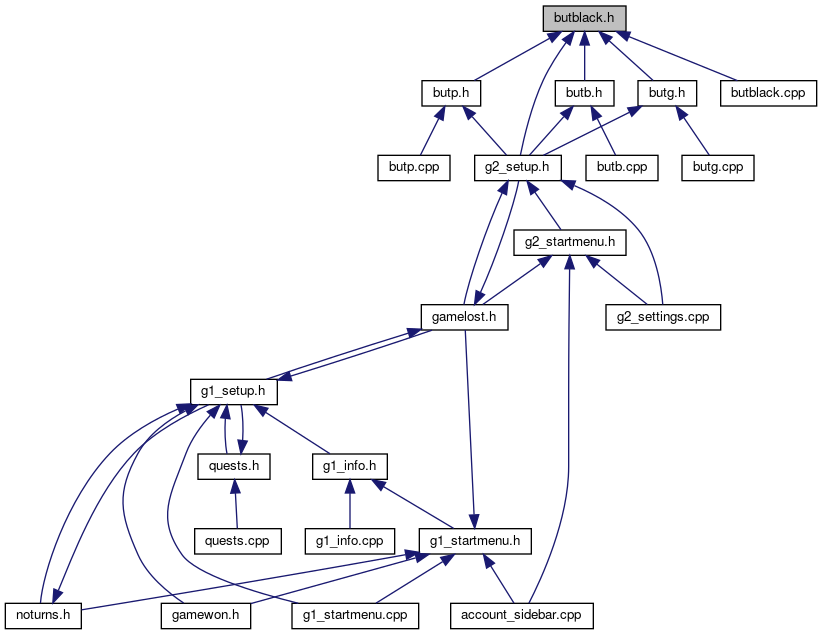 butblack.h
butp.h
butb.h
butg.h
butblack.cpp
butp.cpp
g2_setup.h
butb.cpp
butg.cpp
g2_startmenu.h
gamelost.h
g2_settings.cpp
g1_setup.h
quests.h
g1_info.h
quests.cpp
g1_info.cpp
g1_startmenu.h
noturns.h
gamewon.h
g1_startmenu.cpp
account_sidebar.cpp